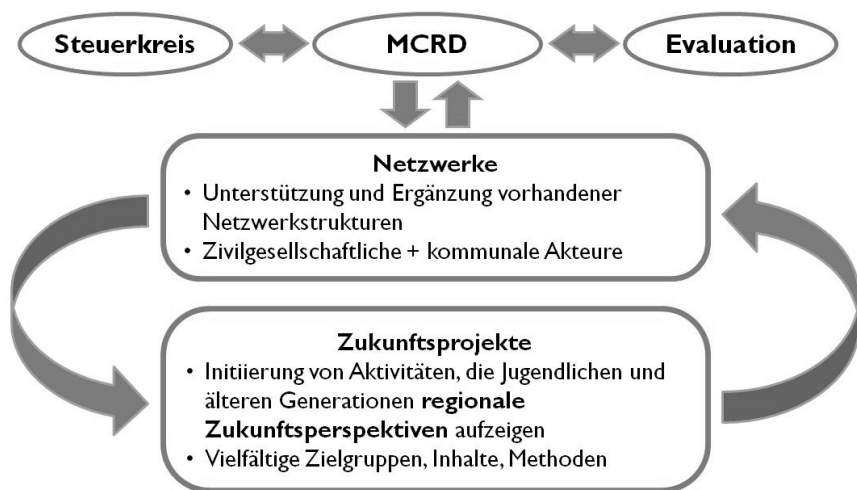 Steuerkreis
MCRD
Evaluation
Netzwerke
• Unterstützung und Ergänzung vorhandener
Netzwerkstrukturen
• Zivilgesellschaftliche + kommunale Akteure
Zukunftsprojekte
• Initiierung von Aktivitäten, die Jugendlichen und
älteren Generationen regionale
Zukunftsperspektiven aufzeigen
• Vielfältige Zielgruppen, Inhalte, Methoden